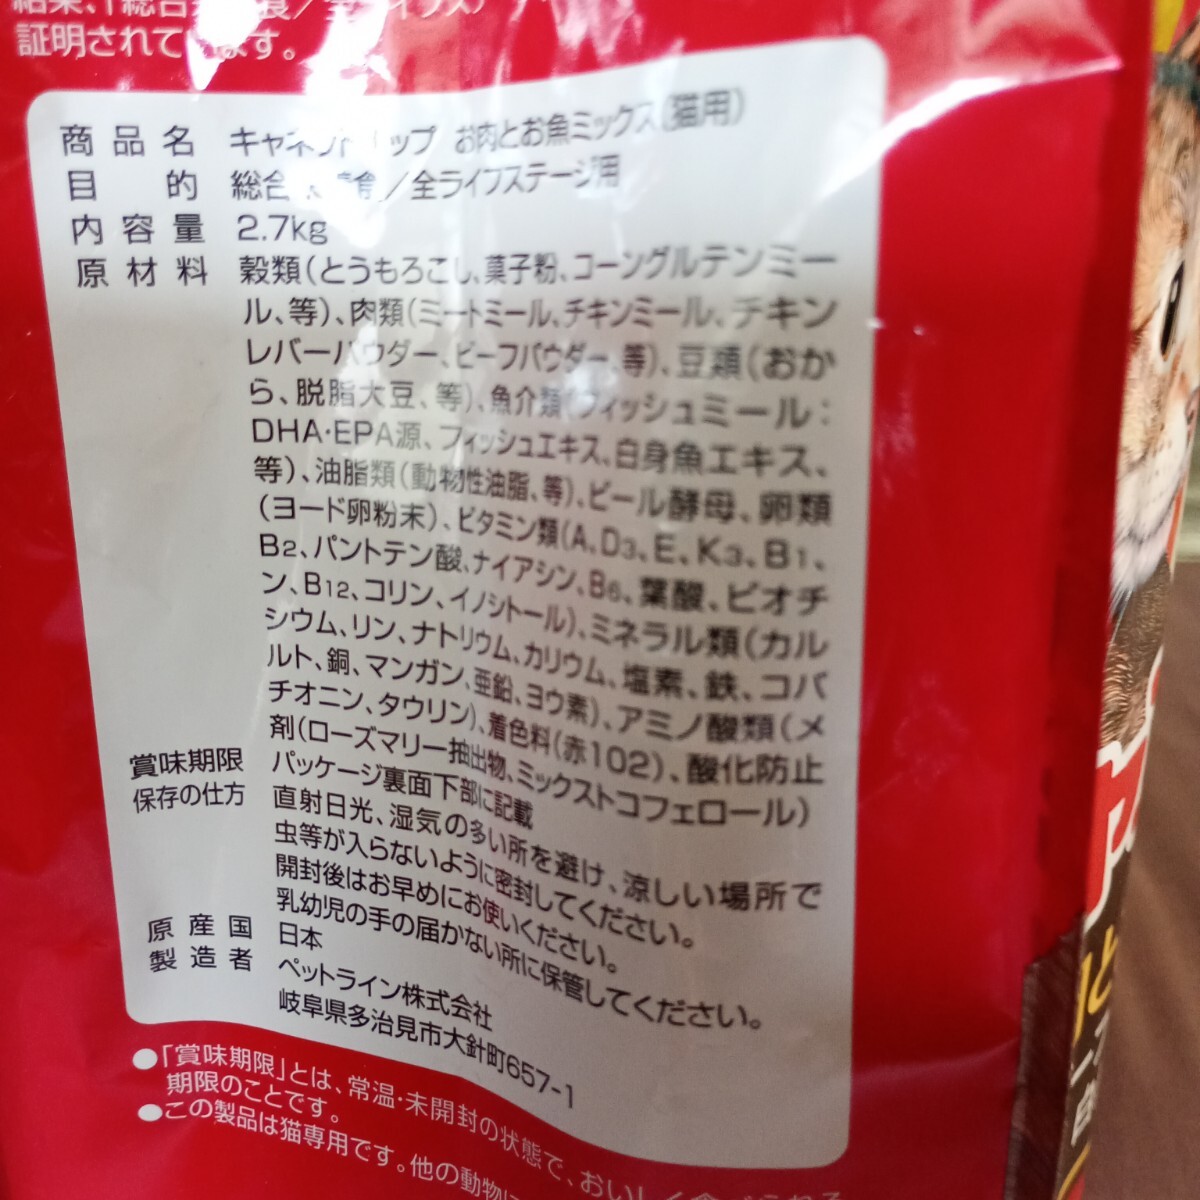 証明されています。
商品名 キャネットチップ お肉とお魚ミックス(猫用)
目的 総合栄養食/全ライフステージ用
内容量 2.7kg
原材料 穀類(とうもろこし、菓子粉、コーングルテンミー
ル、等)、肉類(ミートミール、チキンミール、チキン
レバーパウダー、ビーフパウダー、等)、豆類(おか
ら、脱脂大豆、等)、魚介類(フィッシュミール:
DHA・EPA源、フィッシュエキス、白身魚エキス、
等)、油脂類(動物性油脂、等)、ビール酵母、卵類
(ヨード卵粉末)、ビタミン類(A、D3、E、K3、B1、
B2、パントテン酸、ナイアシン、B6、葉酸、ビオチ
ン、B12、コリン、イノシトール)、ミネラル類(カル
シウム、リン、ナトリウム、カリウム、塩素、鉄、コバ
ルト、銅、マンガン、亜鉛、ヨウ素)、アミノ酸類(メ
チオニン、タウリン)、着色料(赤102)、酸化防止
剤(ローズマリー抽出物、ミックストコフェロール)
賞味期限 パッケージ裏面下部に記載
保存の仕方 直射日光、湿気の多い所を避け、涼しい場所で
虫等が入らないように密封してください。
開封後はお早めにお使いください。
乳幼児の手の届かない所に保管してください。
原産国 日本
製造者 ペットライン株式会社
岐阜県多治見市大針町657-1
●「賞味期限」とは、常温・未開封の状態で、おいしく食べられる
期限のことです。
●この製品は猫専用です。他の動物に